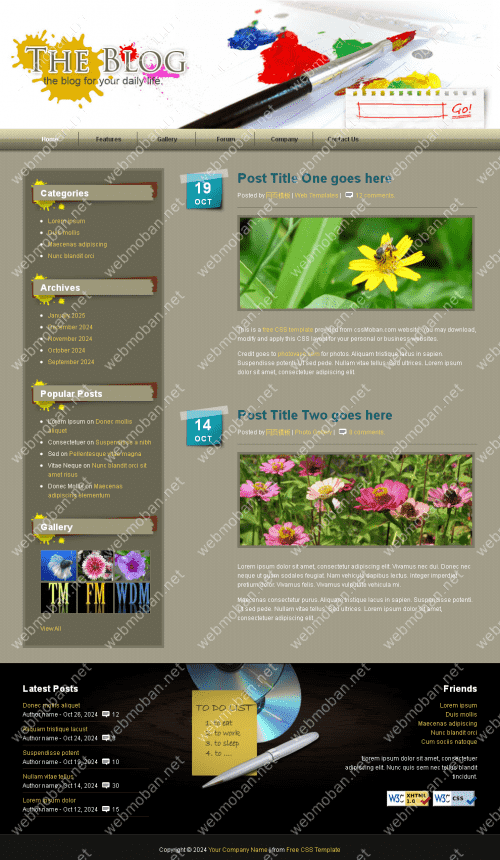 THE BLOG
the blog for your daily life.
Go!
Home Features Gallery Forum Company Contact Us
Categories
Lorem ipsum
Duis mollis
Maecenas adipiscing
Nunc blandit orci
Archives
January 2025
December 2024
November 2024
October 2024
September 2024
Popular Posts
Lorem ipsum on Donec mollis
aliquet
Consectetuer on Suspendisse a nibh
Sed on Pellentesque vitae magna
Vitae Neque on Nunc blandit orci sit
amet risus
Donec Mollis on Maecenas
adipiscing elementum
Gallery
TM FM WDM
View All
19
OCT
Post Title One goes here
Posted by | Web Templates | 12 comments
This is a free CSS template provided from cssMoban.com website. You may download,
modify and apply this CSS layout for your personal or business websites.
Credit goes to for photos. Aliquam tristique lacus in sapien.
Suspendisse potenti. Ut sed pede. Nullam vitae tellus. Sed ultrices. Lorem ipsum
dolor sit amet, consectetuer adipiscing elit.
14
OCT
Post Title Two goes here
Posted by | Photo Gallery | 8 comments
Lorem ipsum dolor sit amet, consectetur adipiscing elit. Vivamus nec dui. Donec nec
neque ut quam sodales feugiat. Nam vehicula dapibus lectus. Integer imperdiet
pretium dolor. Vivamus felis. Vivamus vulputate vehicula mi.
Maecenas consectetur purus. Aliquam tristique lacus in sapien. Suspendisse potenti.
Ut sed pede. Nullam vitae tellus. Sed ultrices. Lorem ipsum dolor sit amet,
consectetuer adipiscing elit.
Latest Posts
Donec mollis aliquet
Author name - Oct 26, 2024 12
Aliquam tristique lacust
Author name - Oct 24, 2024 9
Suspendisse potent
Author name - Oct 19, 2024 10
Nullam vitae tellus
Author name - Oct 14, 2024 30
Lorem ipsum dolor
Author name - Oct 12, 2024 15
TO DO LIST
1. to eat
2. to work
3. to sleep
4. to ....
Friends
Lorem ipsum
Duis mollis
Maecenas adipiscing
Nunc blandit orci
Cum sociis natoque
Lorem ipsum dolor sit amet, consectetuer
adipiscing elit. Nunc quis sem nec tellus blandit
tincidunt.
W3C XHTML 1.0 W3C CSS
Copyright © 2024 Your Company Name | from Free CSS Template
webmoban.net